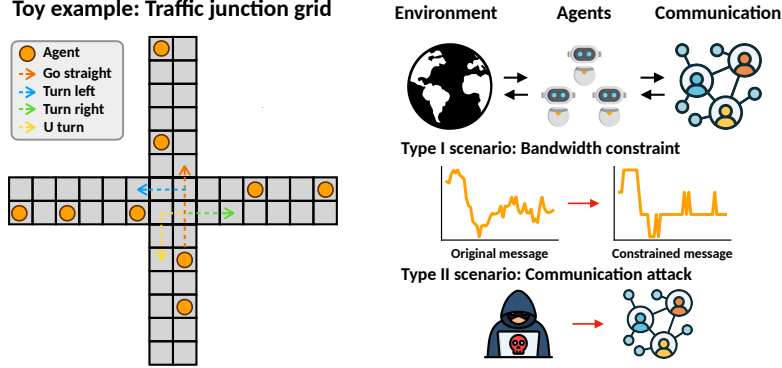 Toy example: Traffic junction grid
Agent
Go straight
Turn left
Turn right
U turn
Environment
Agents
Communication
Type I scenario: Bandwidth constraint
Original message
Constrained message
Type II scenario: Communication attack